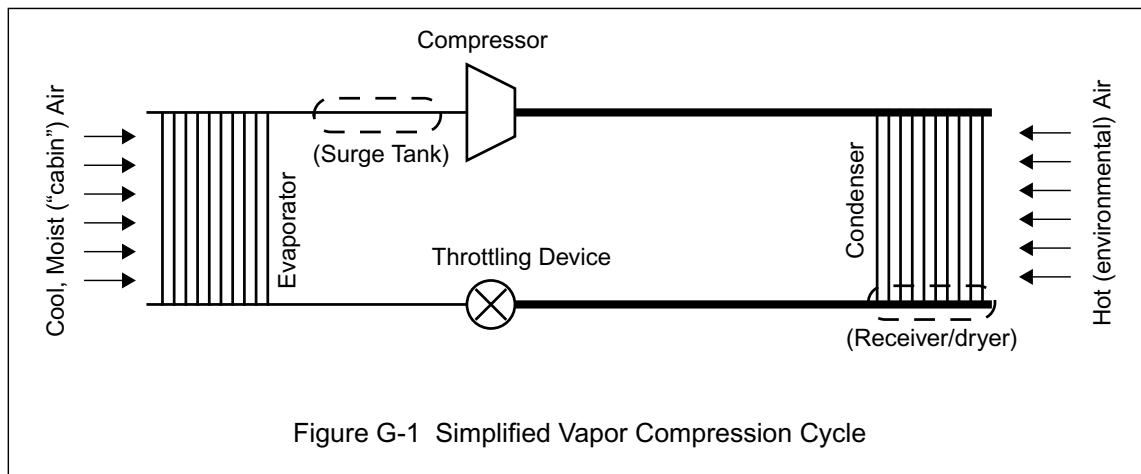 Compressor
Cool, Moist (“cabin”) Air
(Surge Tank)
Evaporator
Condenser
Hot (environmental) Air
Throttling Device
(Receiver/dryer)
Figure G-1 Simplified Vapor Compression Cycle